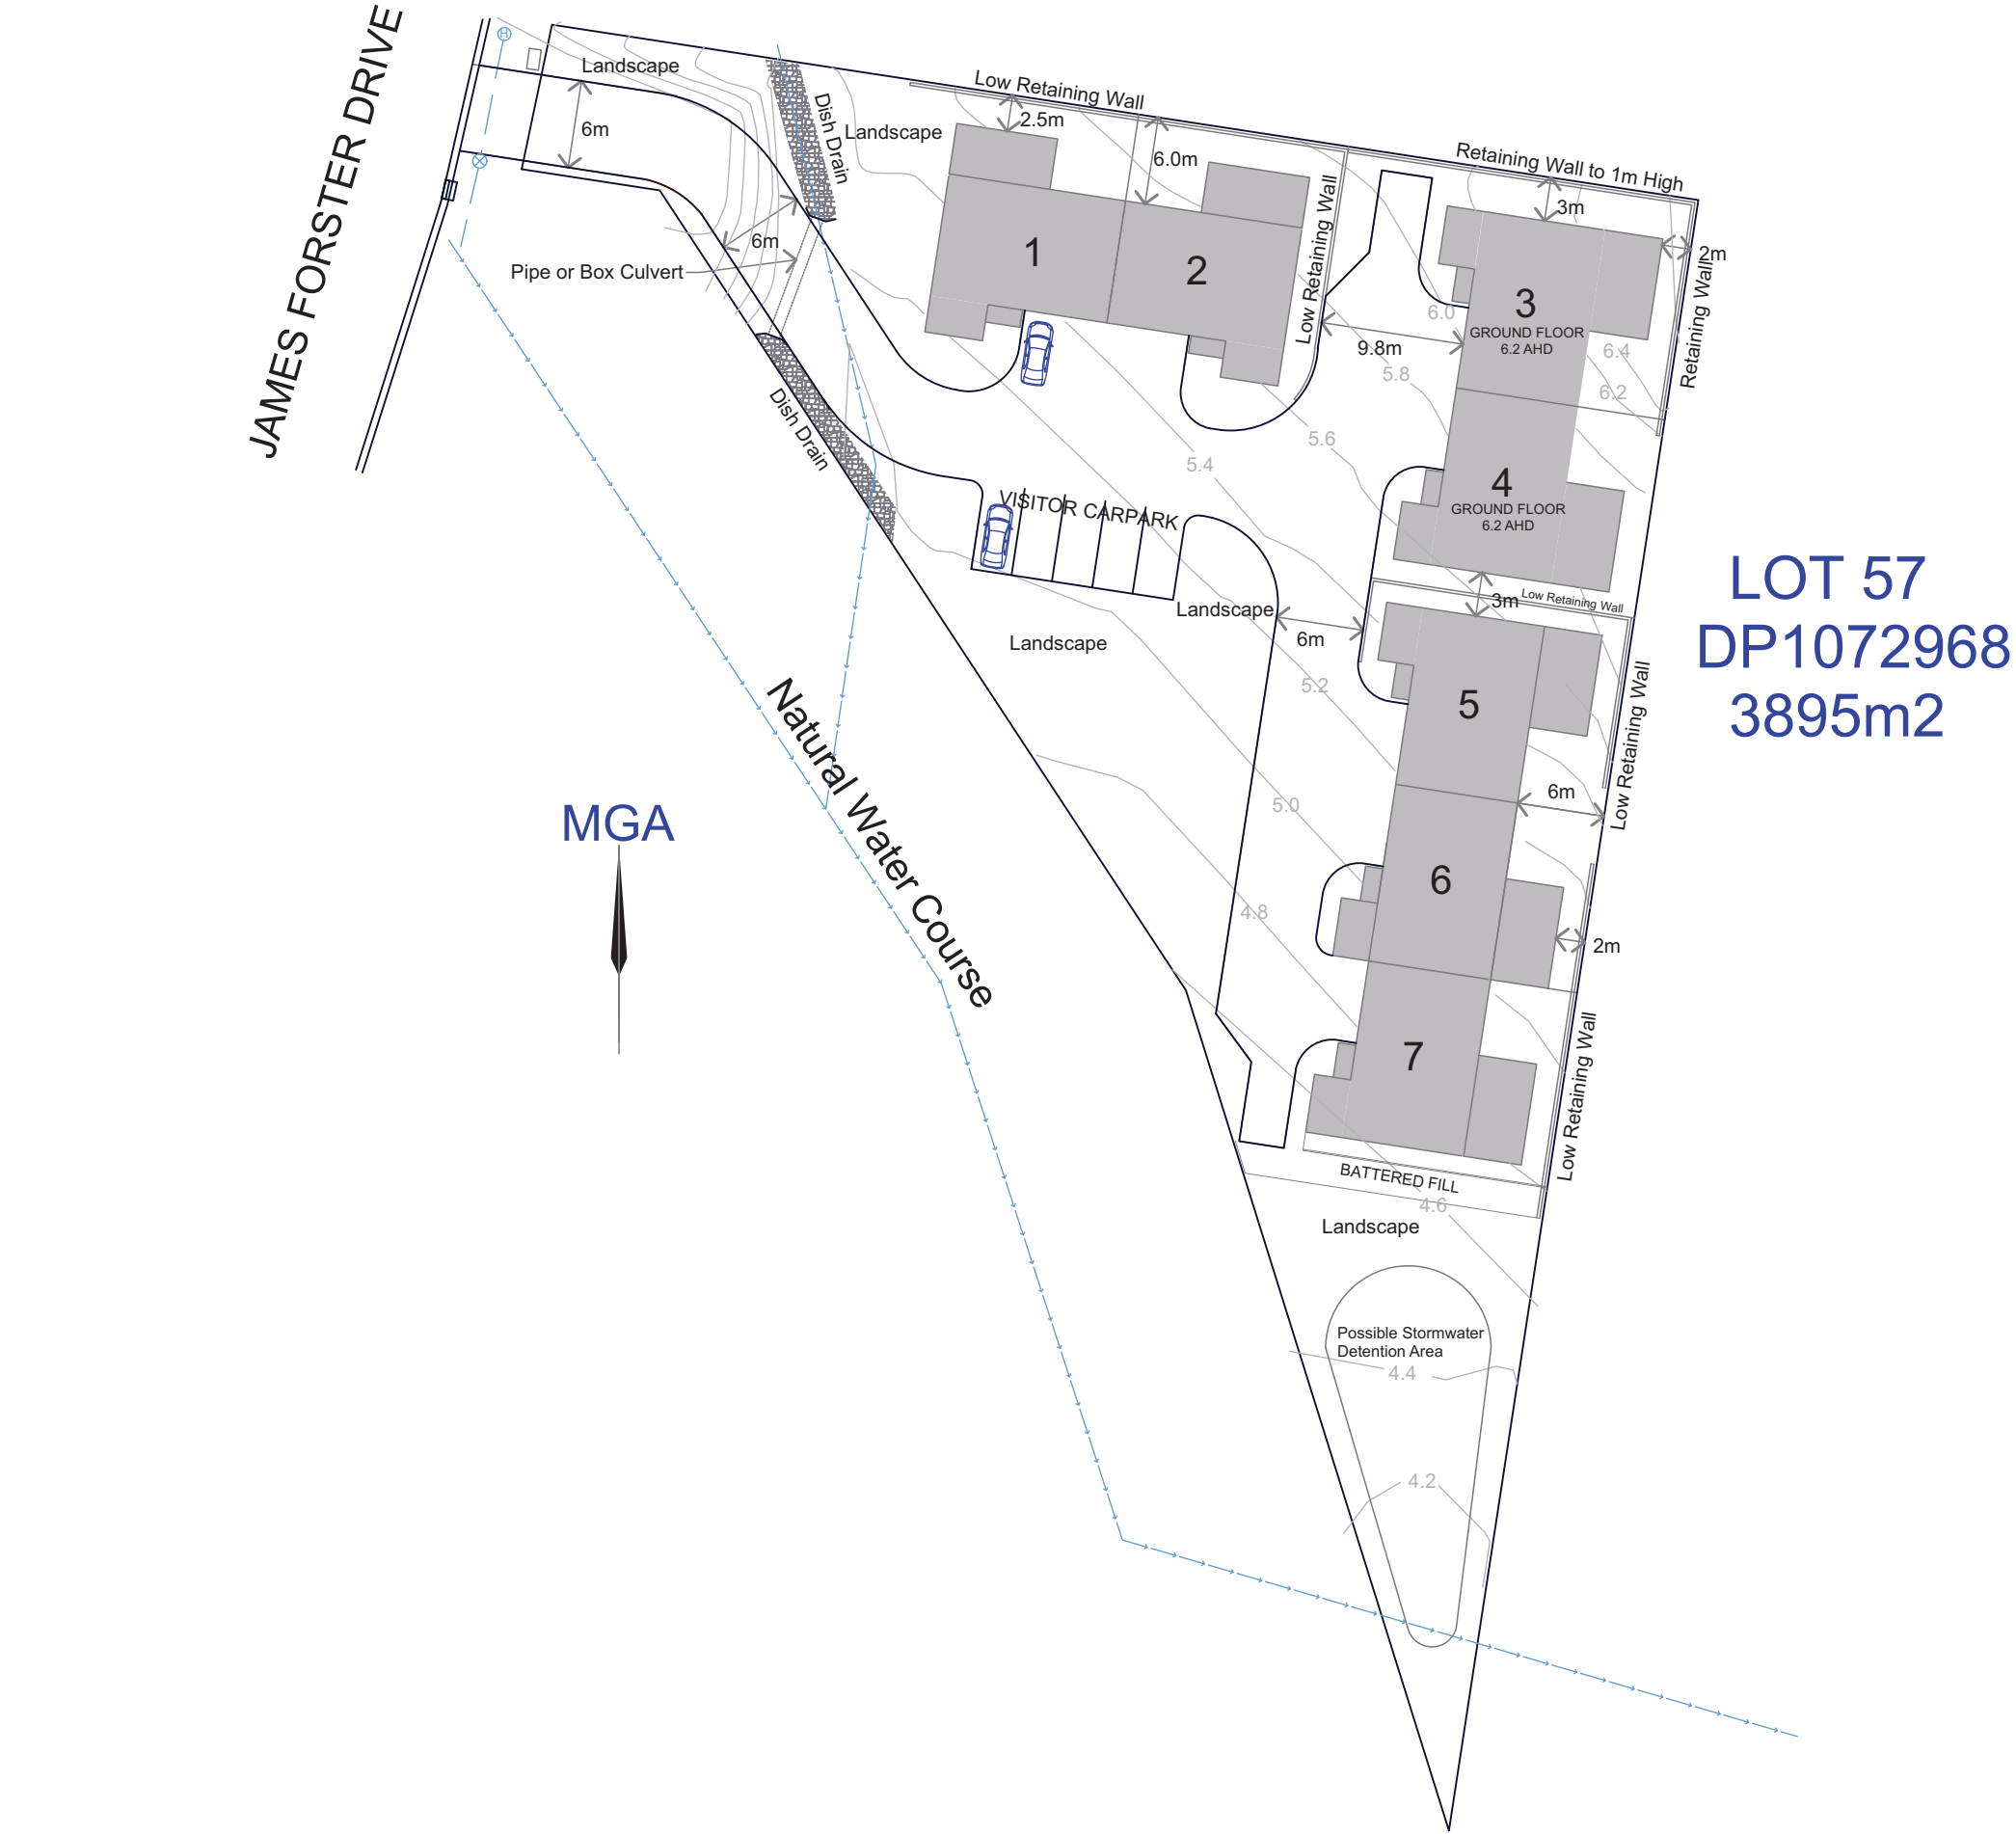 JAMES FORSTER DRIVE
H
Landscape
6m
Dish Drain
Landscape
Low Retaining Wall
2.5m
6.0m
Retaining Wall to 1m High
3m
2m
Retaining Wall
6m
Pipe or Box Culvert
1
2
Low Retaining Wall
9.8m
3
GROUND FLOOR
6.2 AHD
6.0
5.8
6.4
6.2
Dish Drain
5.6
5.4
4
GROUND FLOOR
6.2 AHD
VISITOR CARPARK
Landscape
Landscape
6m
3m
Low Retaining Wall
LOT 57
DP1072968
3895m2
5.2
5
Low Retaining Wall
6m
Natural Water Course
MGA
5.0
4.8
6
2m
7
Low Retaining Wall
BATTERED FILL
4.6
Landscape
Possible Stormwater
Detention Area
4.4
4.2